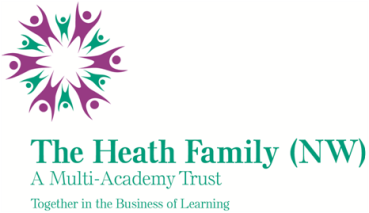 The Heath Family (NW)
A Multi-Academy Trust
Together in the Business of Learning